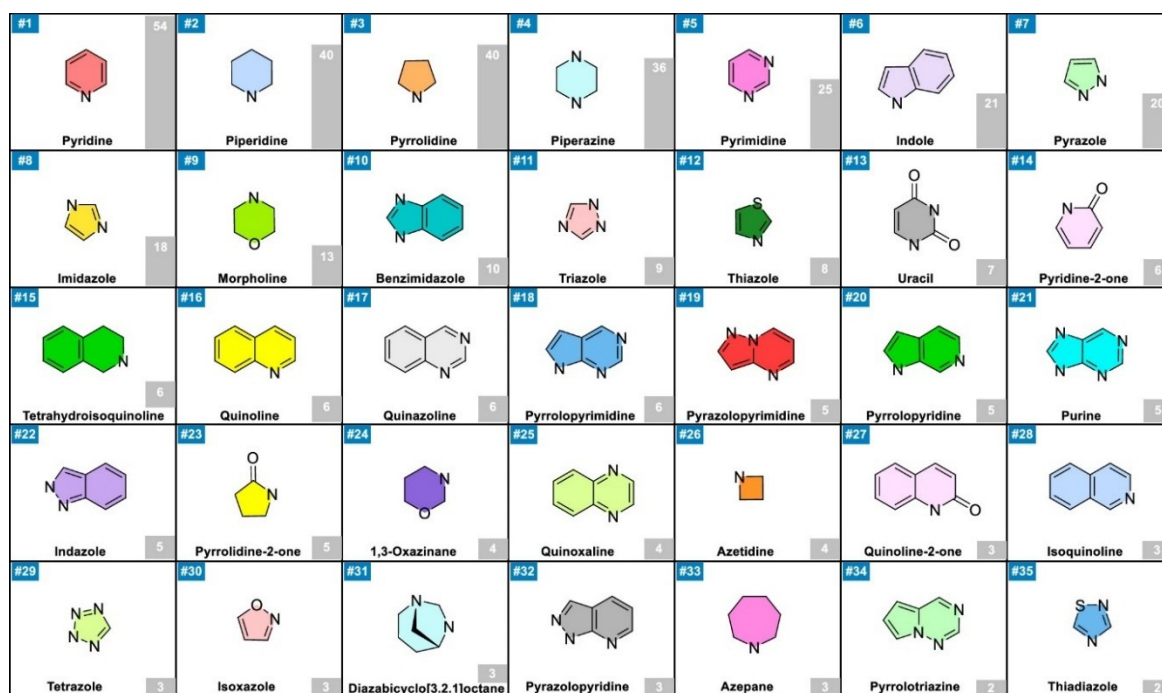 #1 54 #2 40 #3 40 #4 36 #5 25 #6 21 #7 20
N N N N N N N N H N N
Pyridine Piperidine Pyrrolidine Piperazine Pyrimidine Indole Pyrazole
#8 18 #9 13 #10 10 #11 9 #12 8 #13 7 #14 6
N N N O N N N N N S N O N N O N O
Imidazole Morpholine Benzimidazole Triazole Thiazole Uracil Pyridine-2-one
#15 6 #16 6 #17 6 #18 6 #19 5 #20 5 #21 5
N N N N N N N N N N N N N N N N
Tetrahydroisoquinoline Quinoline Quinazoline Pyrrolopyrimidine Pyrazolopyrimidine Pyrrolopyridine Purine
#22 5 #23 5 #24 4 #25 4 #26 4 #27 3 #28 3
N N O N N O N N N N O N
Indazole Pyrrolidine-2-one 1,3-Oxazinane Quinoxaline Azetidine Quinoline-2-one Isoquinoline
#29 3 #30 3 #31 3 #32 3 #33 3 #34 2 #35 2
N N N N O N N N N N N N N N N S N N
Tetrazole Isoxazole Diazabicyclo[3.2.1]octane Pyrazolopyridine Azepane Pyrrolotriazine Thiadiazole